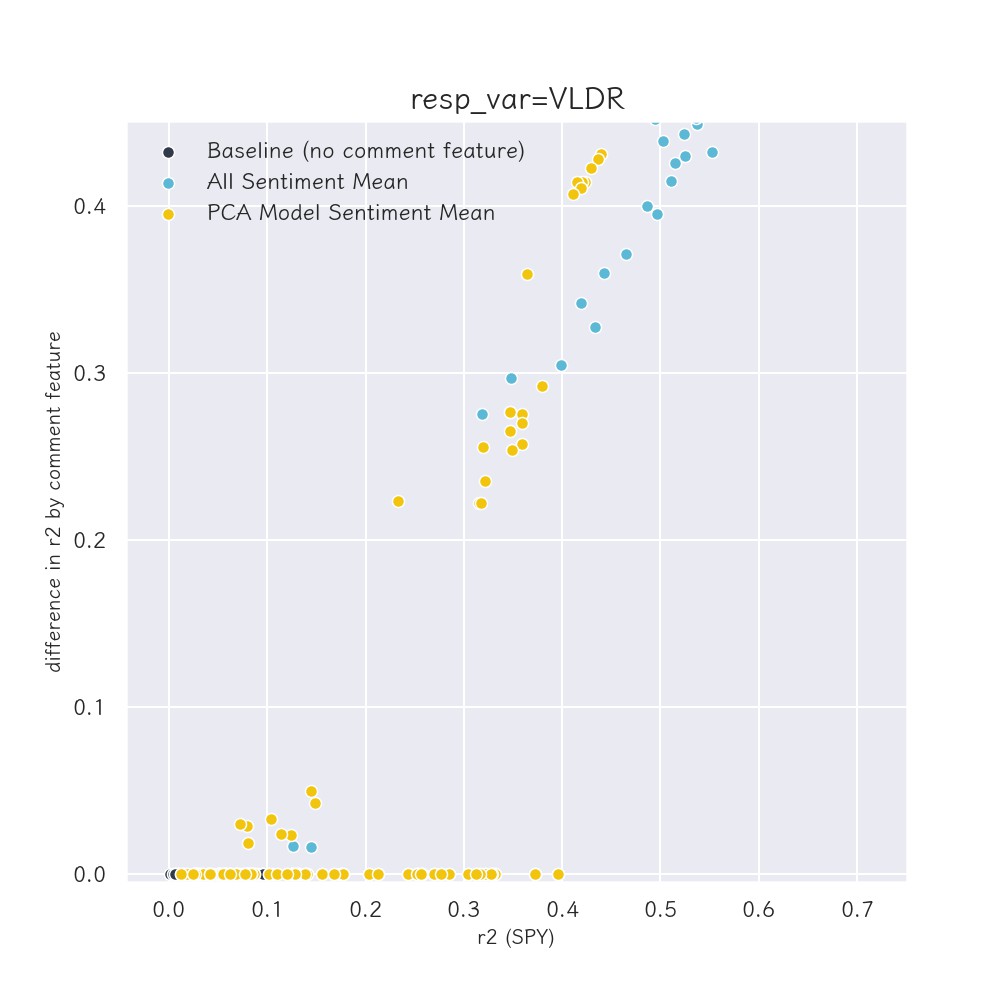 resp_var=VLDR
Baseline (no comment feature)
All Sentiment Mean
PCA Model Sentiment Mean
difference in r2 by comment feature
0.4
0.3
0.2
0.1
0.0
0.0 0.1 0.2 0.3 0.4 0.5 0.6 0.7
r2 (SPY)